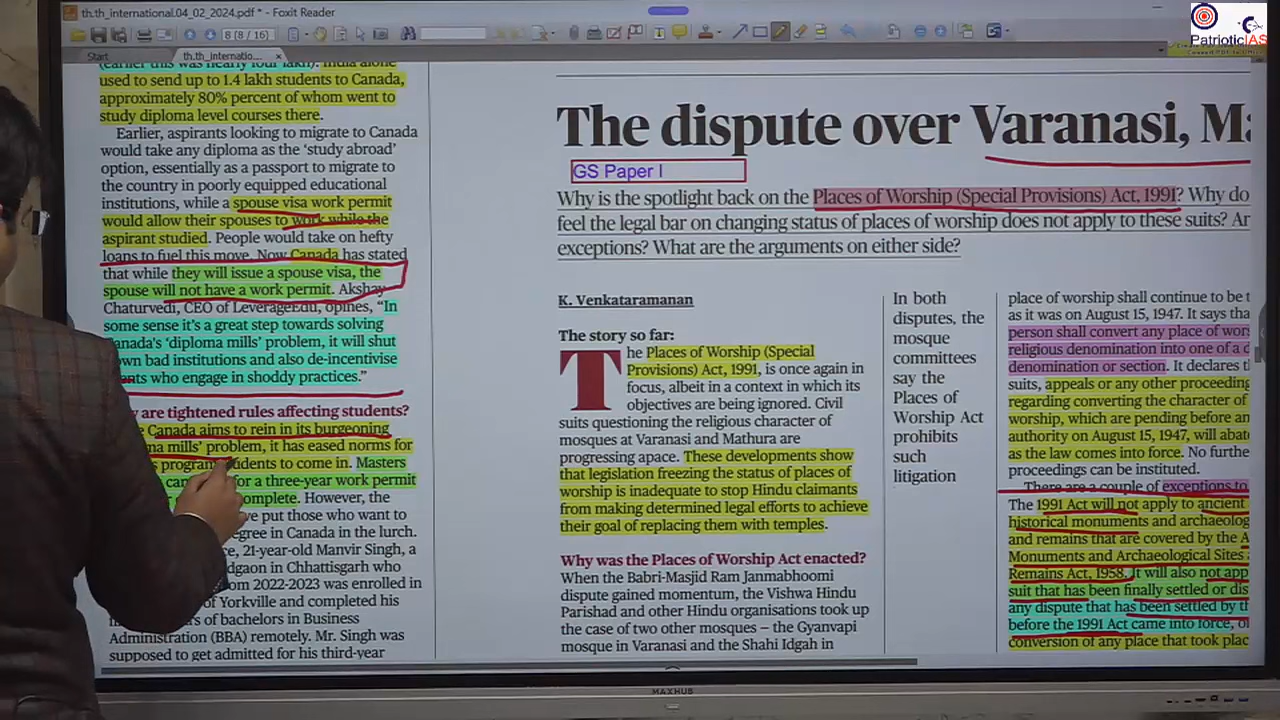 th.th_international.04_02_2024.pdf * - Foxit Reader
PatrioticIAS
8 (8 / 16)
Start
th.th_internatio...
(earlier this was nearly four lakh). India alone
used to send up to 1.4 lakh students to Canada,
approximately 80% percent of whom went to
study diploma level courses there.
Earlier, aspirants looking to migrate to Canada
would take any diploma as the ‘study abroad’
option, essentially as a passport to migrate to
the country in poorly equipped educational
institutions, while a spouse visa work permit
would allow their spouses to work while the
aspirant studied. People would take on hefty
loans to fuel this move. Now Canada has stated
that while they will issue a spouse visa, the
spouse will not have a work permit. Akshay
Chaturvedi, CEO of LeverageEdu, opines, “In
some sense it’s a great step towards solving
Canada’s ‘diploma mills’ problem, it will shut
down bad institutions and also de-incentivise
who engage in shoddy practices.”
are tightened rules affecting students?
Canada aims to rein in its burgeoning
mills’ problem, it has eased norms for
students to come in. Masters
for a three-year work permit
complete. However, the
put those who want to
degree in Canada in the lurch.
21-year-old Manvir Singh, a
in Chhattisgarh who
from 2022-2023 was enrolled in
of Yorkville and completed his
of bachelors in Business
Administration (BBA) remotely. Mr. Singh was
supposed to get admitted for his third-year
The dispute over Varanasi, Ma
GS Paper I
Why is the spotlight back on the Places of Worship (Special Provisions) Act, 1991? Why do
feel the legal bar on changing status of places of worship does not apply to these suits? Ar
exceptions? What are the arguments on either side?
K. Venkataramanan
The story so far:
The Places of Worship (Special
Provisions) Act, 1991, is once again in
focus, albeit in a context in which its
objectives are being ignored. Civil
suits questioning the religious character of
mosques at Varanasi and Mathura are
progressing apace. These developments show
that legislation freezing the status of places of
worship is inadequate to stop Hindu claimants
from making determined legal efforts to achieve
their goal of replacing them with temples.
Why was the Places of Worship Act enacted?
When the Babri-Masjid Ram Janmabhoomi
dispute gained momentum, the Vishwa Hindu
Parishad and other Hindu organisations took up
the case of two other mosques – the Gyanvapi
mosque in Varanasi and the Shahi Idgah in
In both
disputes, the
mosque
committees
say the
Places of
Worship Act
prohibits
such
litigation
place of worship shall continue to be t
as it was on August 15, 1947. It says tha
person shall convert any place of wor
religious denomination into one of a d
denomination or section. It declares t
suits, appeals or any other proceeding
regarding converting the character of
worship, which are pending before an
authority on August 15, 1947, will abat
as the law comes into force. No furthe
proceedings can be instituted.
There are a couple of exceptions to
The 1991 Act will not apply to ancient
historical monuments and archaeolog
and remains that are covered by the A
Monuments and Archaeological Sites
Remains Act, 1958. It will also not app
suit that has been finally settled or dis
any dispute that has been settled by th
before the 1991 Act came into force, o
conversion of any place that took plac
MAXHUB